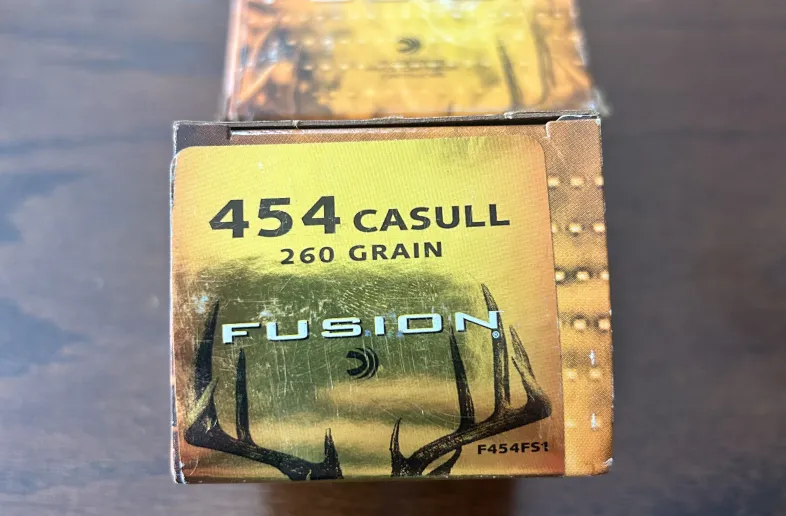 454 CASULL
260 GRAIN
FUSION®
F454FS1